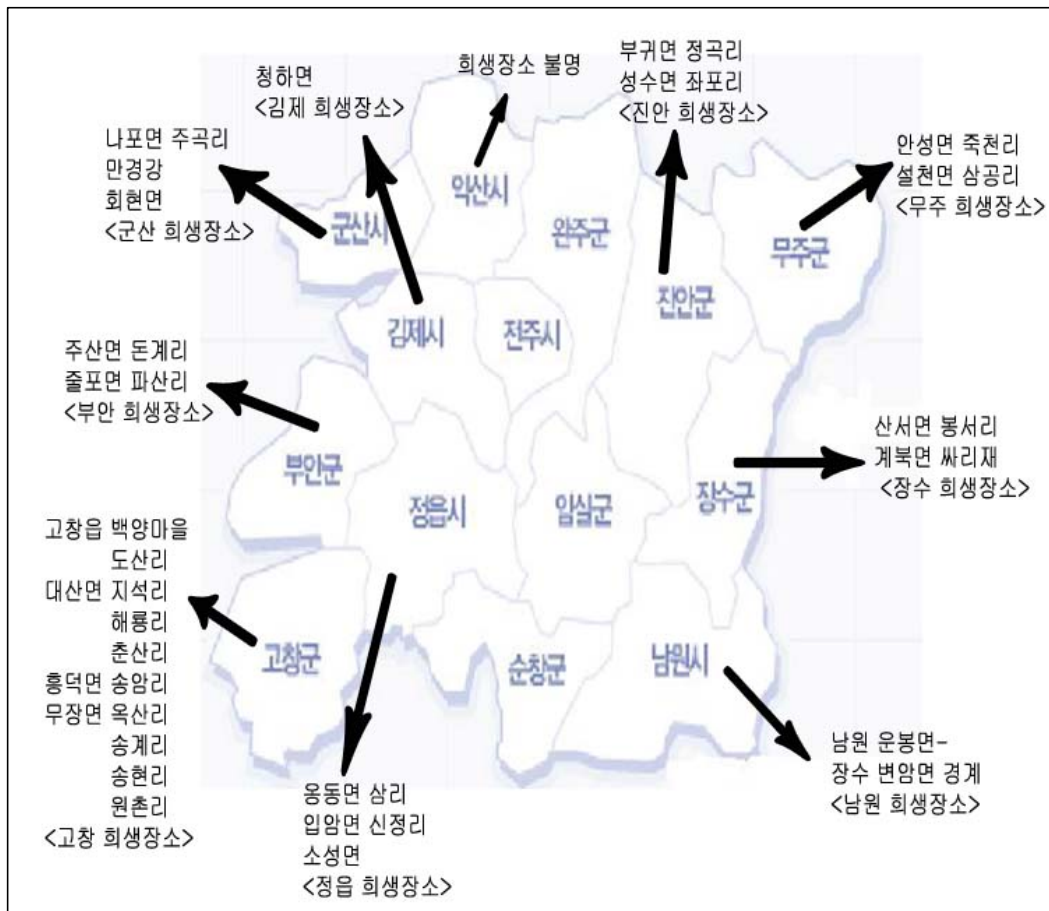 청하면
<김제 희생장소>
희생장소 불명
부귀면 정곡리
성수면 좌포리
<진안 희생장소>
나포면 주곡리
만경강
회현면
<군산 희생장소>
안성면 죽천리
설천면 삼공리
<무주 희생장소>
익산시
군산시
완주군
무주군
진안군
김제시
전주시
주산면 돈계리
줄포면 파산리
<부안 희생장소>
산서면 봉서리
계북면 싸리재
<장수 희생장소>
부안군
정읍시
임실군
장수군
고창읍 백양마을
도산리
대산면 지석리
해룡리
춘산리
흥덕면 송암리
무장면 옥산리
송계리
송현리
원촌리
<고창 희생장소>
고창군
순창군
남원시
남원 운봉면-
장수 변암면 경계
<남원 희생장소>
옹동면 삼리
입암면 신정리
소성면
<정읍 희생장소>